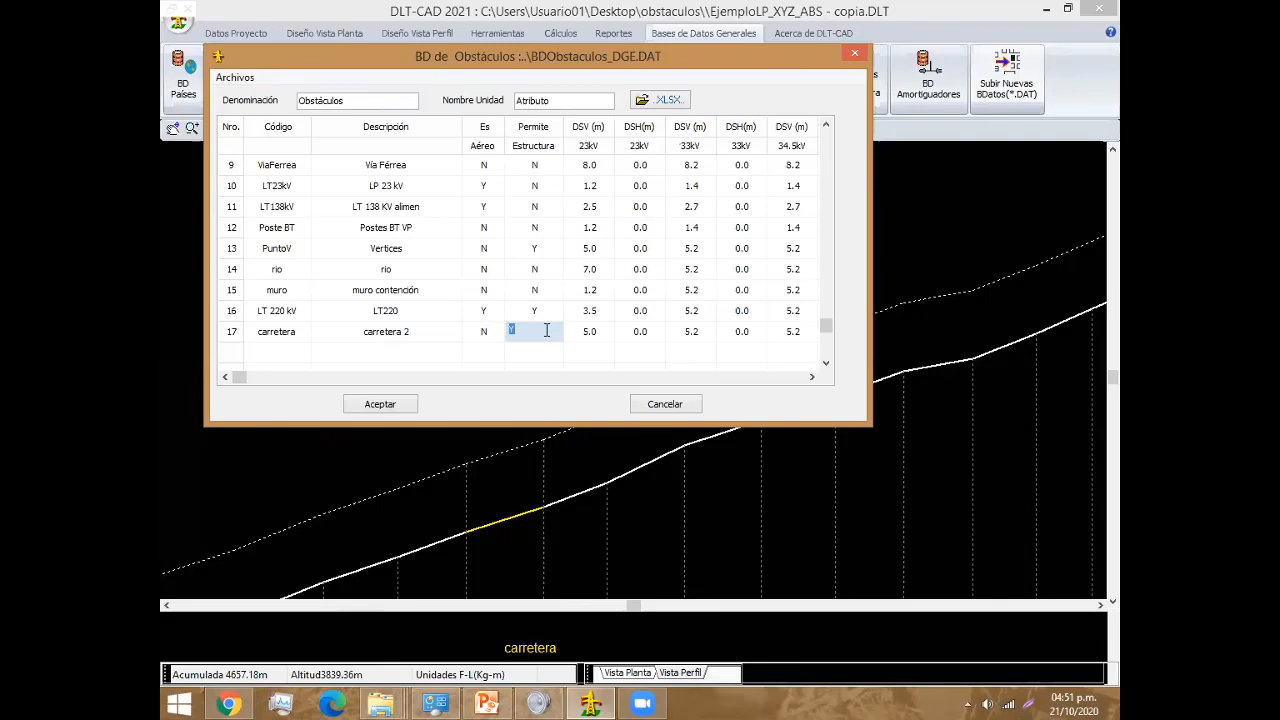 DLT-CAD 2021 : C:\Users\Usuario01\Desktop\obstaculos\\EjemploLP_XYZ_ABS - copia.DLT
Datos Proyecto Diseño Vista Planta Diseño Vista Perfil Herramientas Cálculos Reportes Bases de Datos Generales Acerca de DLT-CAD
BD de Obstáculos :..\BDObstaculos_DGE.DAT
BD Países
BD Amortiguadores
Subir Nuevas BDatos(*.DAT)
Archivos
Denominación Obstáculos Nombre Unidad Atributo .XLSX..
Nro. Código Descripción Es Permite DSV (m) DSH(m) DSV (m) DSH(m) DSV (m)
Aéreo Estructura 23kV 23kV 33kV 33kV 34.5kV
9 ViaFerrea Vía Férrea N N 8.0 0.0 8.2 0.0 8.2
10 LT23kV LP 23 kV Y N 1.2 0.0 1.4 0.0 1.4
11 LT138kV LT 138 KV alimen Y N 2.5 0.0 2.7 0.0 2.7
12 Poste BT Postes BT VP N N 1.2 0.0 1.4 0.0 1.4
13 PuntoV Vertices N Y 5.0 0.0 5.2 0.0 5.2
14 rio rio N N 7.0 0.0 5.2 0.0 5.2
15 muro muro contención N N 1.2 0.0 5.2 0.0 5.2
16 LT 220 kV LT220 Y Y 3.5 0.0 5.2 0.0 5.2
17 carretera carretera 2 N Y 5.0 0.0 5.2 0.0 5.2
Aceptar Cancelar
carretera
Acumulada 4657.18m Altitud3839.36m Unidades F-L(Kg-m) Vista Planta Vista Perfil
04:51 p.m.
21/10/2020